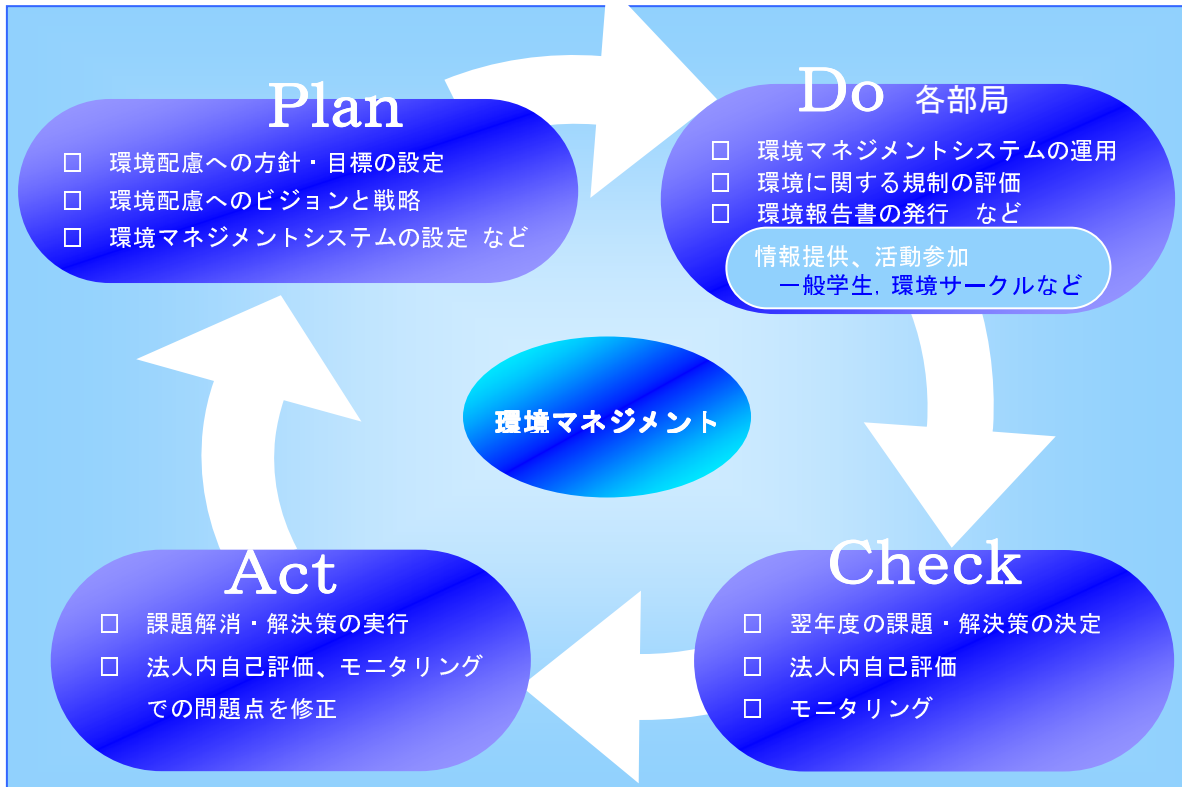 Plan
□ 環境配慮への方針・目標の設定
□ 環境配慮へのビジョンと戦略
□ 環境マネジメントシステムの設定 など
Do 各部局
□ 環境マネジメントシステムの運用
□ 環境に関する規制の評価
□ 環境報告書の発行 など
情報提供、活動参加
一般学生, 環境サークルなど
環境マネジメント
Check
□ 翌年度の課題・解決策の決定
□ 法人内自己評価
□ モニタリング
Act
□ 課題解消・解決策の実行
□ 法人内自己評価、モニタリング
での問題点を修正